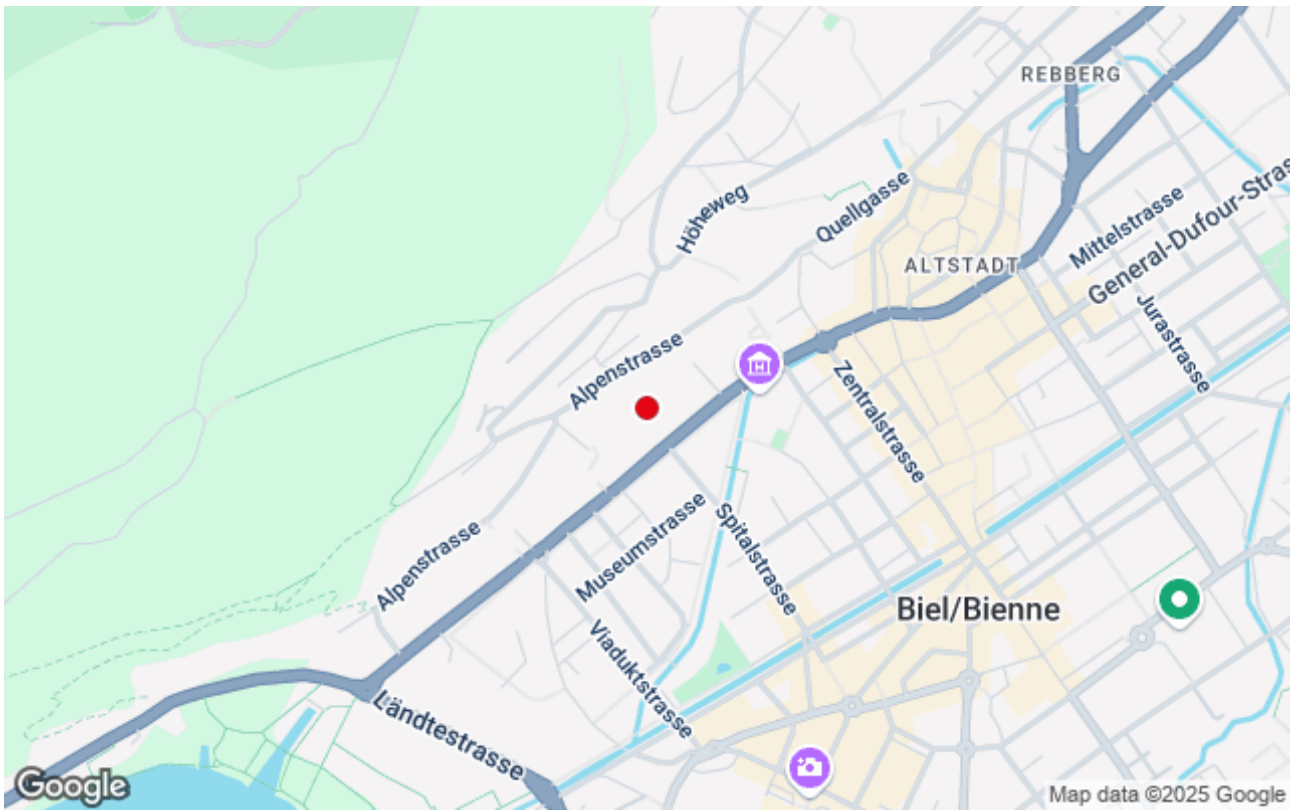 REBBERG
Höheweg
Quellgasse
Mittelstrasse
General-Dufour-Stras
ALTSTADT
Jurastrasse
Alpenstrasse
Zentralstrasse
Museumstrasse
Spitalstrasse
Alpenstrasse
Biel/Bienne
Viaduktstrasse
Ländtestrasse
Google
Map data ©2025 Google